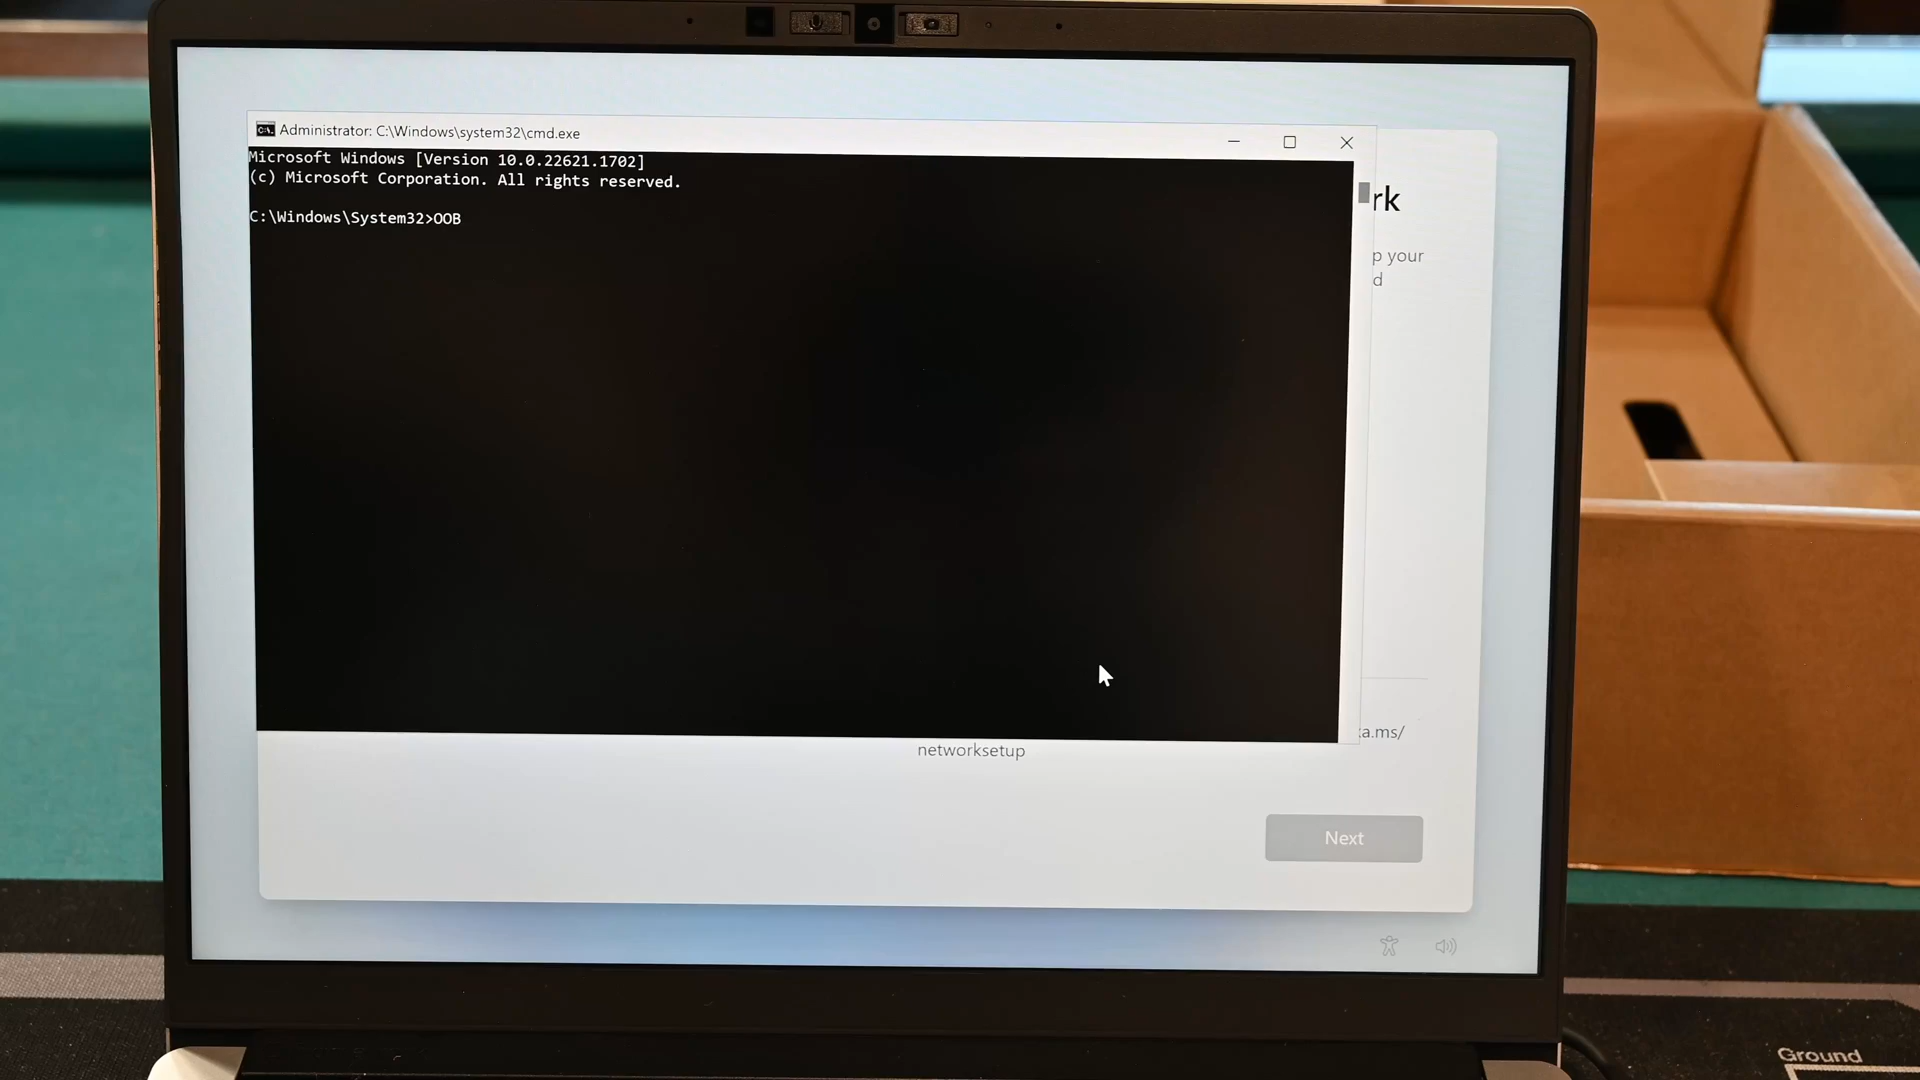 Administrator: C:\Windows\system32\cmd.exe
Microsoft Windows [Version 10.0.22621.1702]
(c) Microsoft Corporation. All rights reserved.
C:\Windows\System32>OOB
rk
p your
d
a.ms/
networksetup
Next
Ground